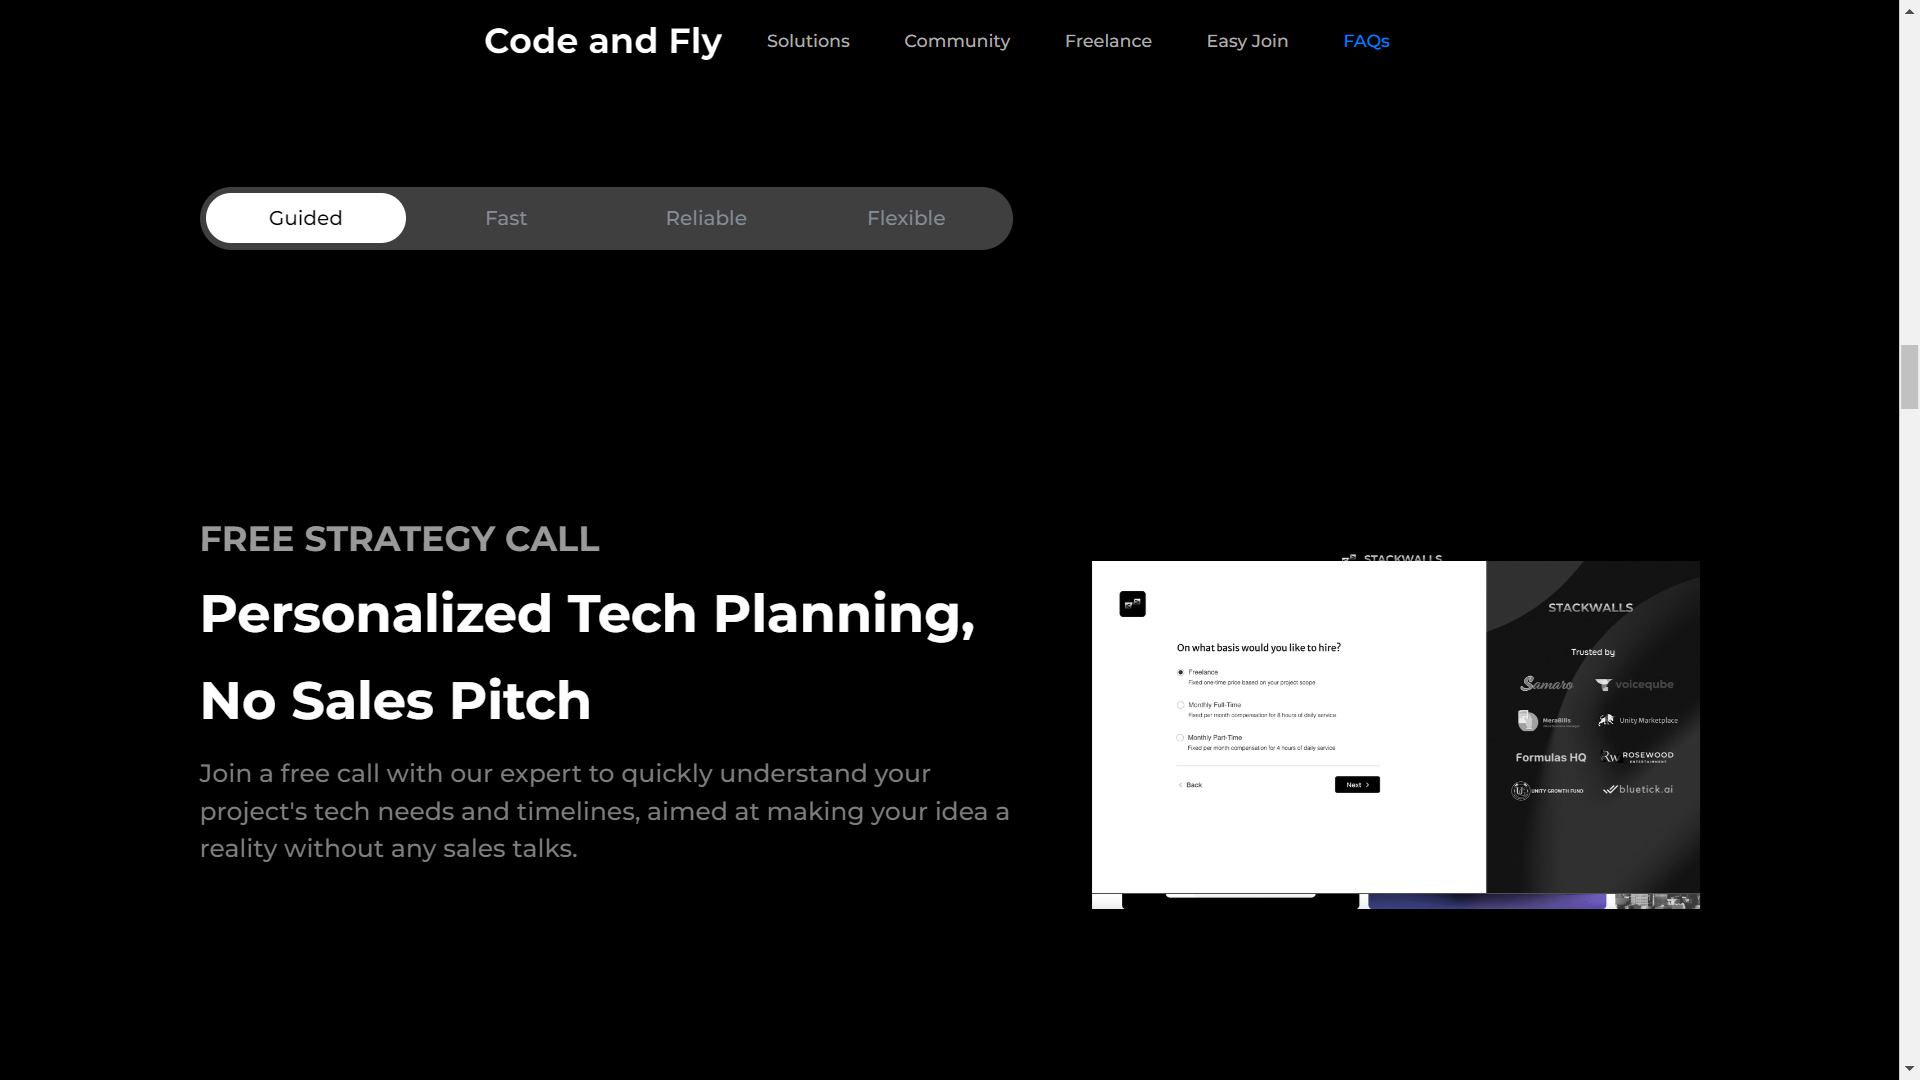 Code and Fly
Solutions
Community
Freelance
Easy Join
FAQs
Guided
Fast
Reliable
Flexible
FREE STRATEGY CALL
Personalized Tech Planning,
No Sales Pitch
Join a free call with our expert to quickly understand your
project's tech needs and timelines, aimed at making your idea a
reality without any sales talks.
STACKWALLS
On what basis would you like to hire?
Freelance
Fixed one-time price based on your project scope
Monthly Full-Time
Fixed per month compensation for 8 hours of daily service
Monthly Part-Time
Fixed per month compensation for 4 hours of daily service
Back
Next
STACKWALLS
Trusted by
Samaro
voiceqube
MeraBills
Unity Marketplace
Formulas HQ
RW ROSEWOOD
ENTERTAINMENT
UNITY GROWTH FUND
bluetick.ai